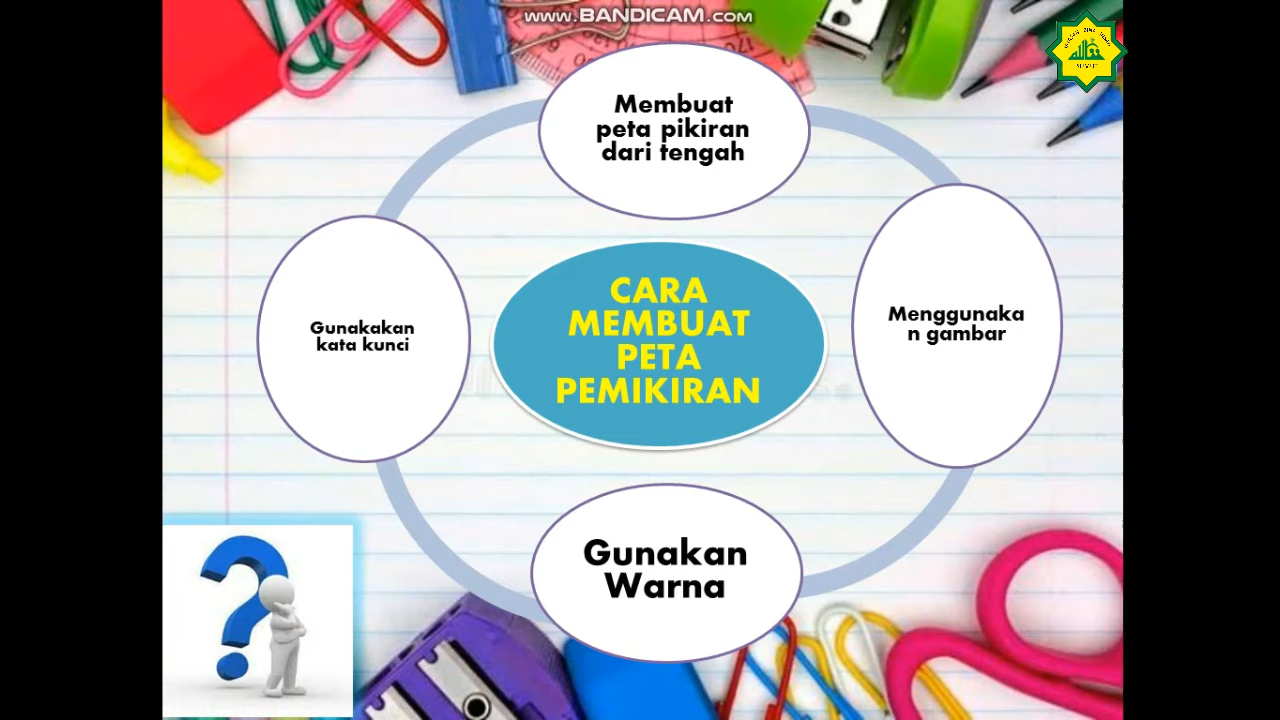 www.BANDICAM.com
Membuat
peta pikiran
dari tengah
Menggunaka
n gambar
CARA
MEMBUAT
PETA
PEMIKIRAN
Gunakakan
kata kunci
Gunakan
Warna